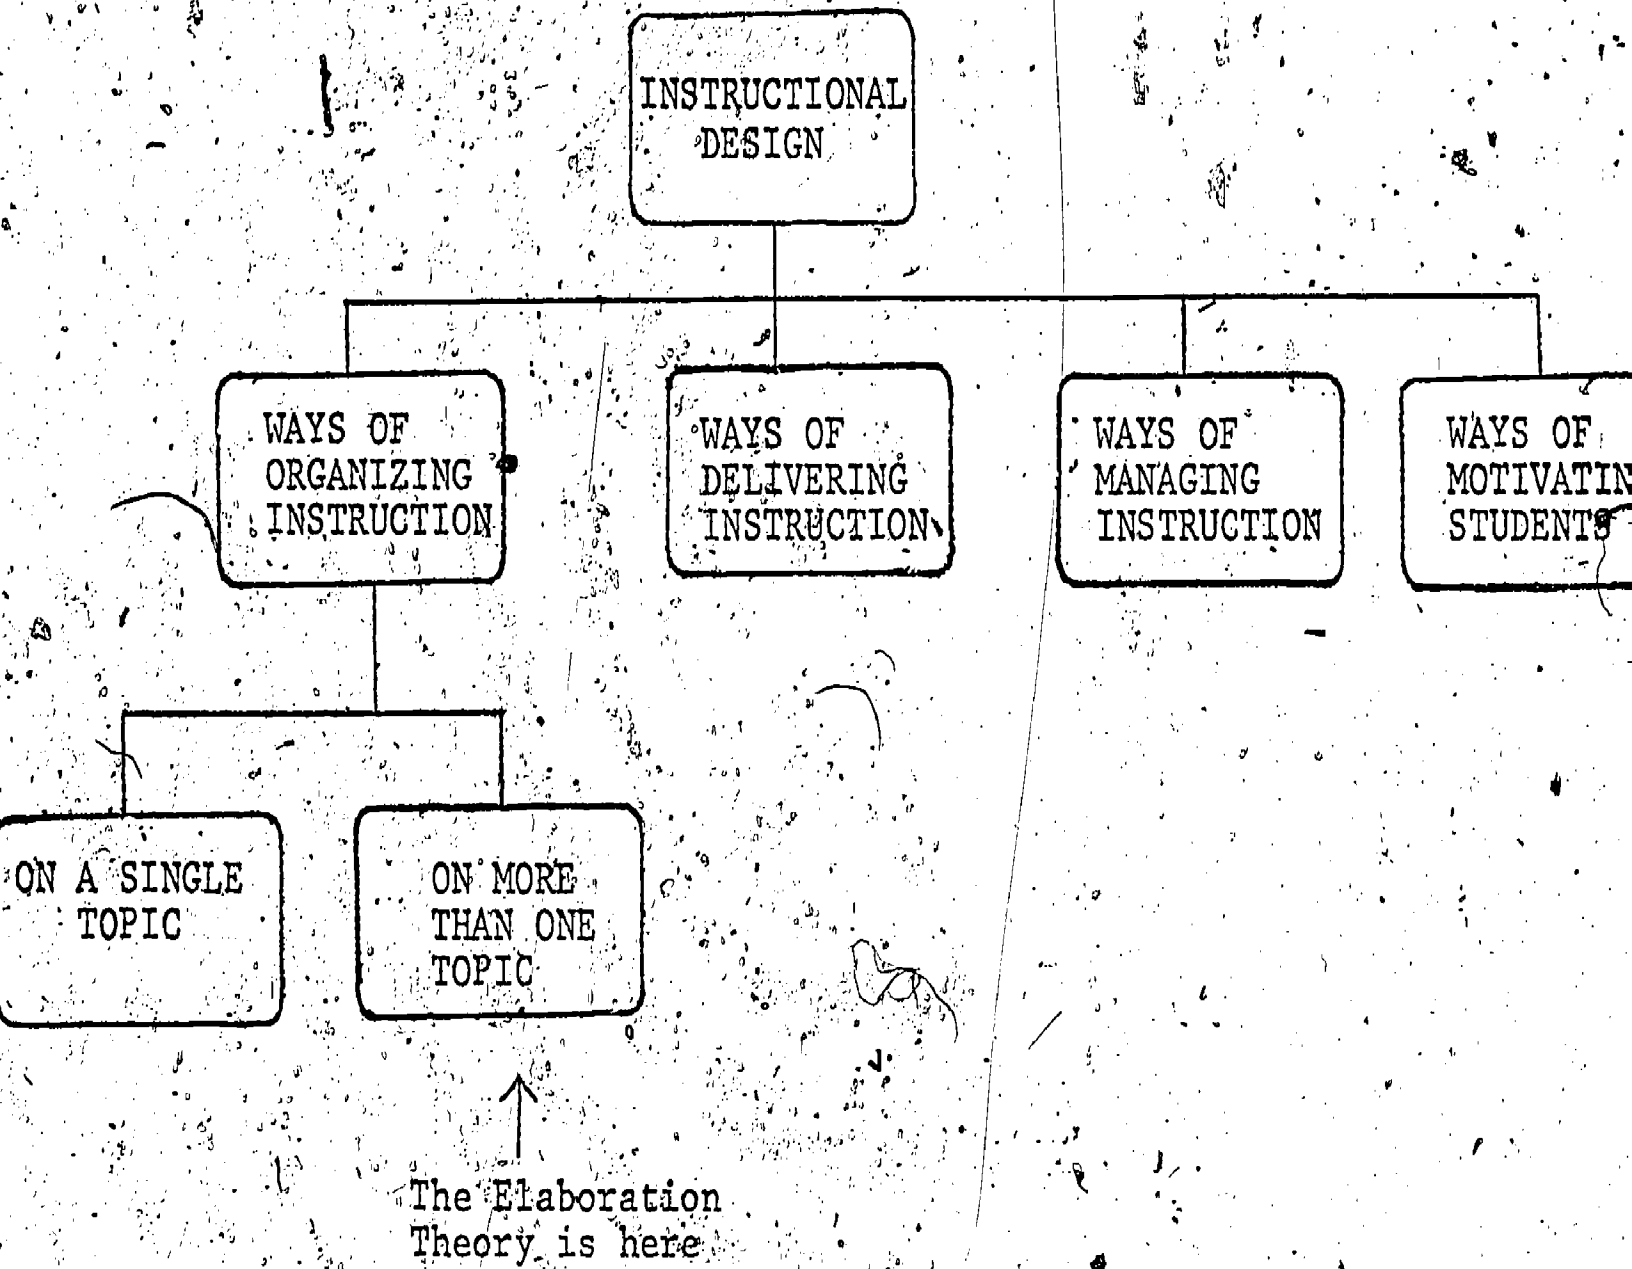 INSTRUCTIONAL
DESIGN
WAYS OF
ORGANIZING
INSTRUCTION
WAYS OF
DELIVERING
INSTRUCTION
WAYS OF
MANAGING
INSTRUCTION
WAYS OF
MOTIVATIN
STUDENTS
ON A SINGLE
TOPIC
ON MORE
THAN ONE
TOPIC
The Elaboration
Theory is here